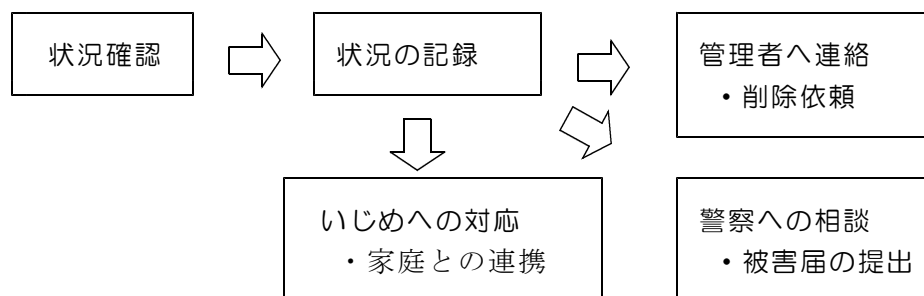 状況確認
状況の記録
管理者へ連絡
・削除依頼
いじめへの対応
・家庭との連携
警察への相談
・被害届の提出